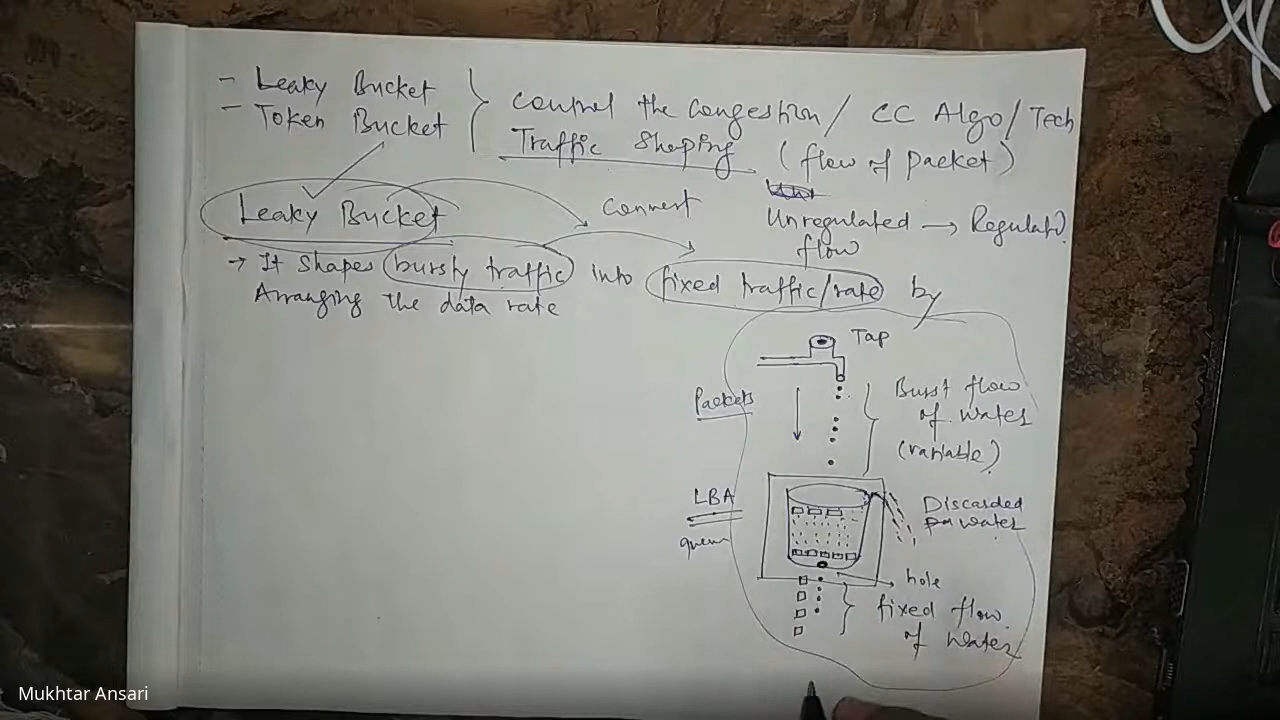 - Leaky Bucket
- Token Bucket
control the congestion / CC Algo / Tech
Traffic Shaping (flow of packet)
Leaky Bucket
convert
Unregulated → Regulated
flow
→ It shapes bursty traffic into fixed traffic/rate by
Arranging the data rate
Tap
Packets
Burst flow
of water
(variable)
LBA
queue
Discarded
water
hole
fixed flow
of water
Mukhtar Ansari